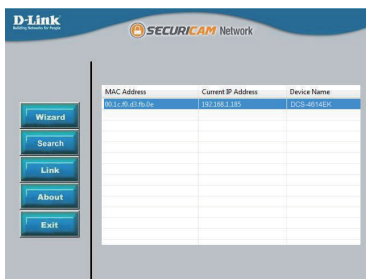 D-Link
Building Networks for People
SECURICAM Network
MAC Address Current IP Address Device Name
00.1c.f0.d3.fb.0e 192.168.1.185 DCS-4614EK
Wizard
Search
Link
About
Exit